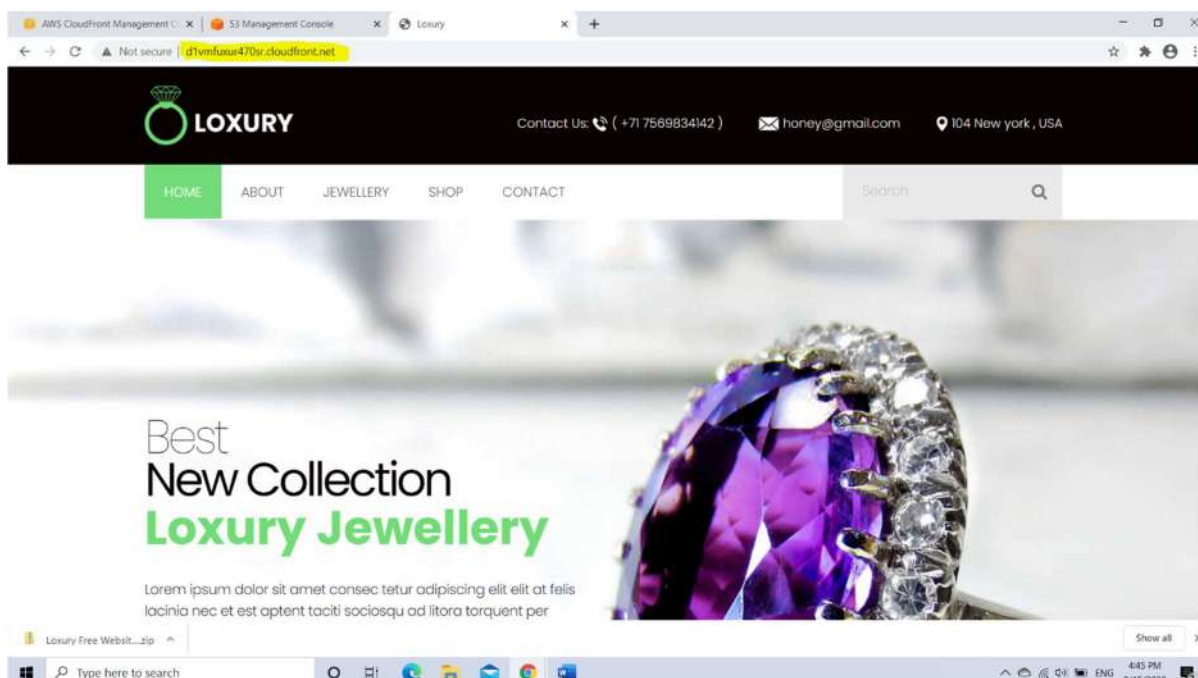 AWS CloudFront Management C
S3 Management Console
Loxury
Not secure
d1vmfuxur470sr.cloudfront.net
LOXURY
Contact Us: ( +71 7569834142 )
honey@gmail.com
104 New york , USA
HOME
ABOUT
JEWELLERY
SHOP
CONTACT
Search
Best
New Collection
Loxury Jewellery
Lorem ipsum dolor sit amet consec tetur adipiscing elit elit at felis
lacinia nec et est aptent taciti sociosqu ad litora torquent per
Loxury Free Websit....zip
Show all
Type here to search
ENG
4:45 PM